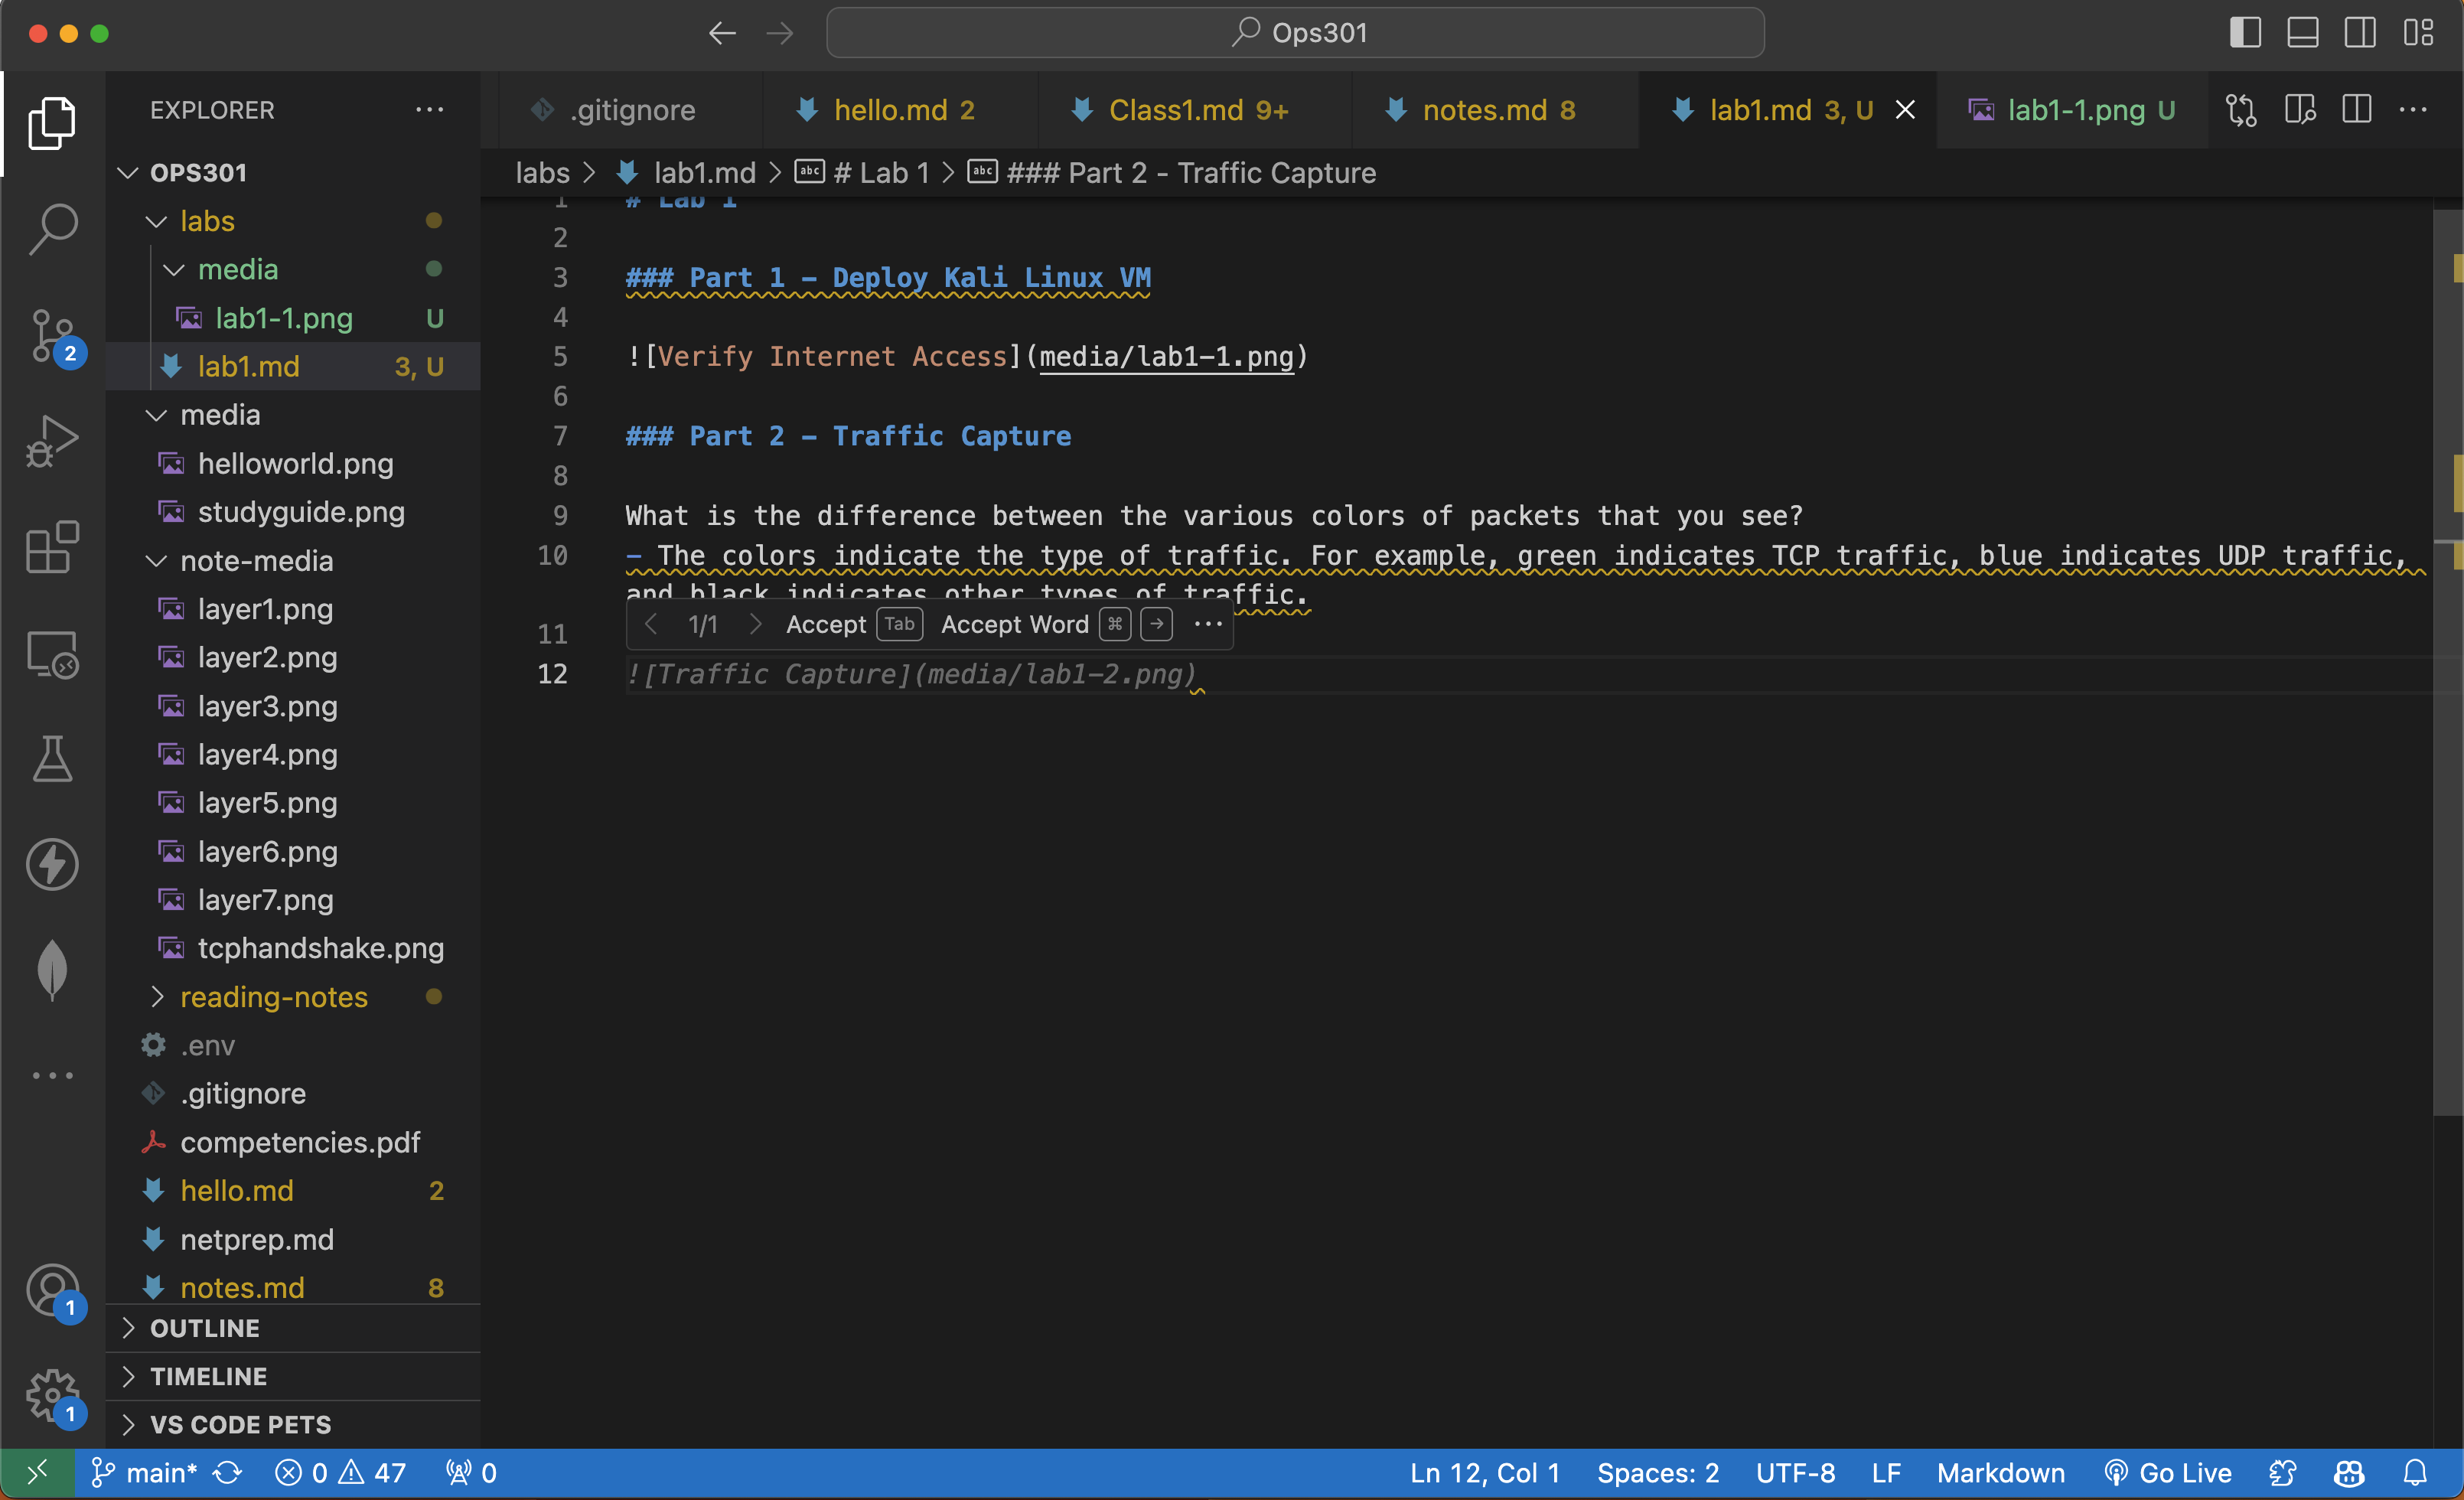 Ops301
EXPLORER
.gitignore
hello.md 2
Class1.md 9+
notes.md 8
lab1.md 3, U
lab1-1.png U
OPS301
labs
media
lab1-1.png U
lab1.md 3, U
media
helloworld.png
studyguide.png
note-media
layer1.png
layer2.png
layer3.png
layer4.png
layer5.png
layer6.png
layer7.png
tcphandshake.png
reading-notes
.env
.gitignore
competencies.pdf
hello.md 2
netprep.md
notes.md 8
OUTLINE
TIMELINE
VS CODE PETS
2
1
1
labs > lab1.md > abc # Lab 1 > abc ### Part 2 - Traffic Capture
1 # Lab 1
2
3 ### Part 1 - Deploy Kali Linux VM
4
5 ![Verify Internet Access](media/lab1-1.png)
6
7 ### Part 2 - Traffic Capture
8
9 What is the difference between the various colors of packets that you see?
10 - The colors indicate the type of traffic. For example, green indicates TCP traffic, blue indicates UDP traffic,
and black indicates other types of traffic.
11
1/1 Accept Tab Accept Word ⌘ →
12 ![Traffic Capture](media/lab1-2.png)
main* 0 47 0
Ln 12, Col 1 Spaces: 2 UTF-8 LF Markdown Go Live